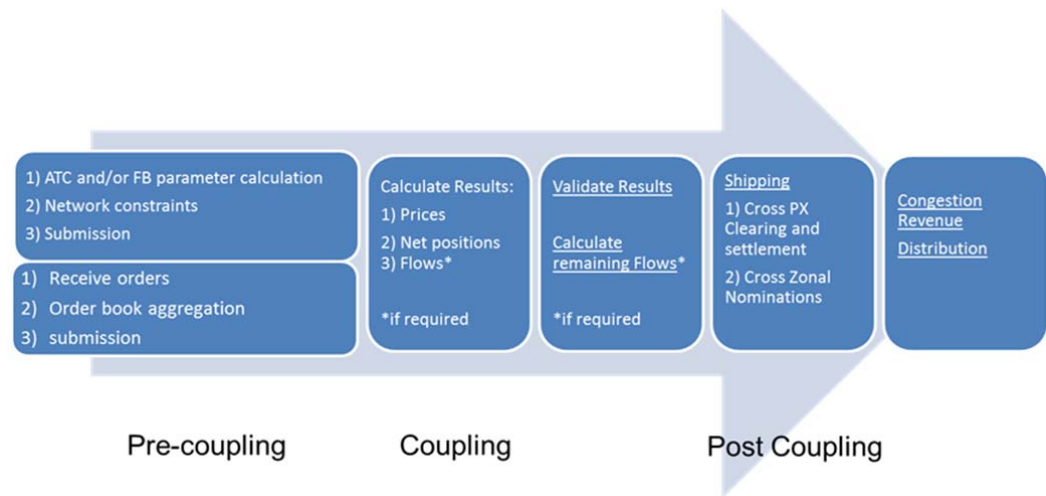 1) ATC and/or FB parameter calculation
2) Network constraints
3) Submission
1) Receive orders
2) Order book aggregation
3) submission
Calculate Results:
1) Prices
2) Net positions
3) Flows*
*if required
Validate Results
Calculate
remaining Flows*
*if required
Shipping
1) Cross PX
Clearing and
settlement
2) Cross Zonal
Nominations
Congestion
Revenue
Distribution
Pre-coupling
Coupling
Post Coupling